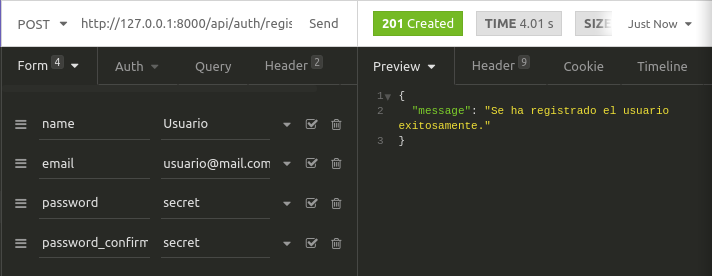 POST http://127.0.0.1:8000/api/auth/regis Send
201 Created TIME 4.01 s SIZE Just Now
Form 4 Auth Query Header 2
Preview Header 9 Cookie Timeline
name Usuario
email usuario@mail.com
password secret
password_confirm secret
1 {
2 "message": "Se ha registrado el usuario
exitosamente."
3 }